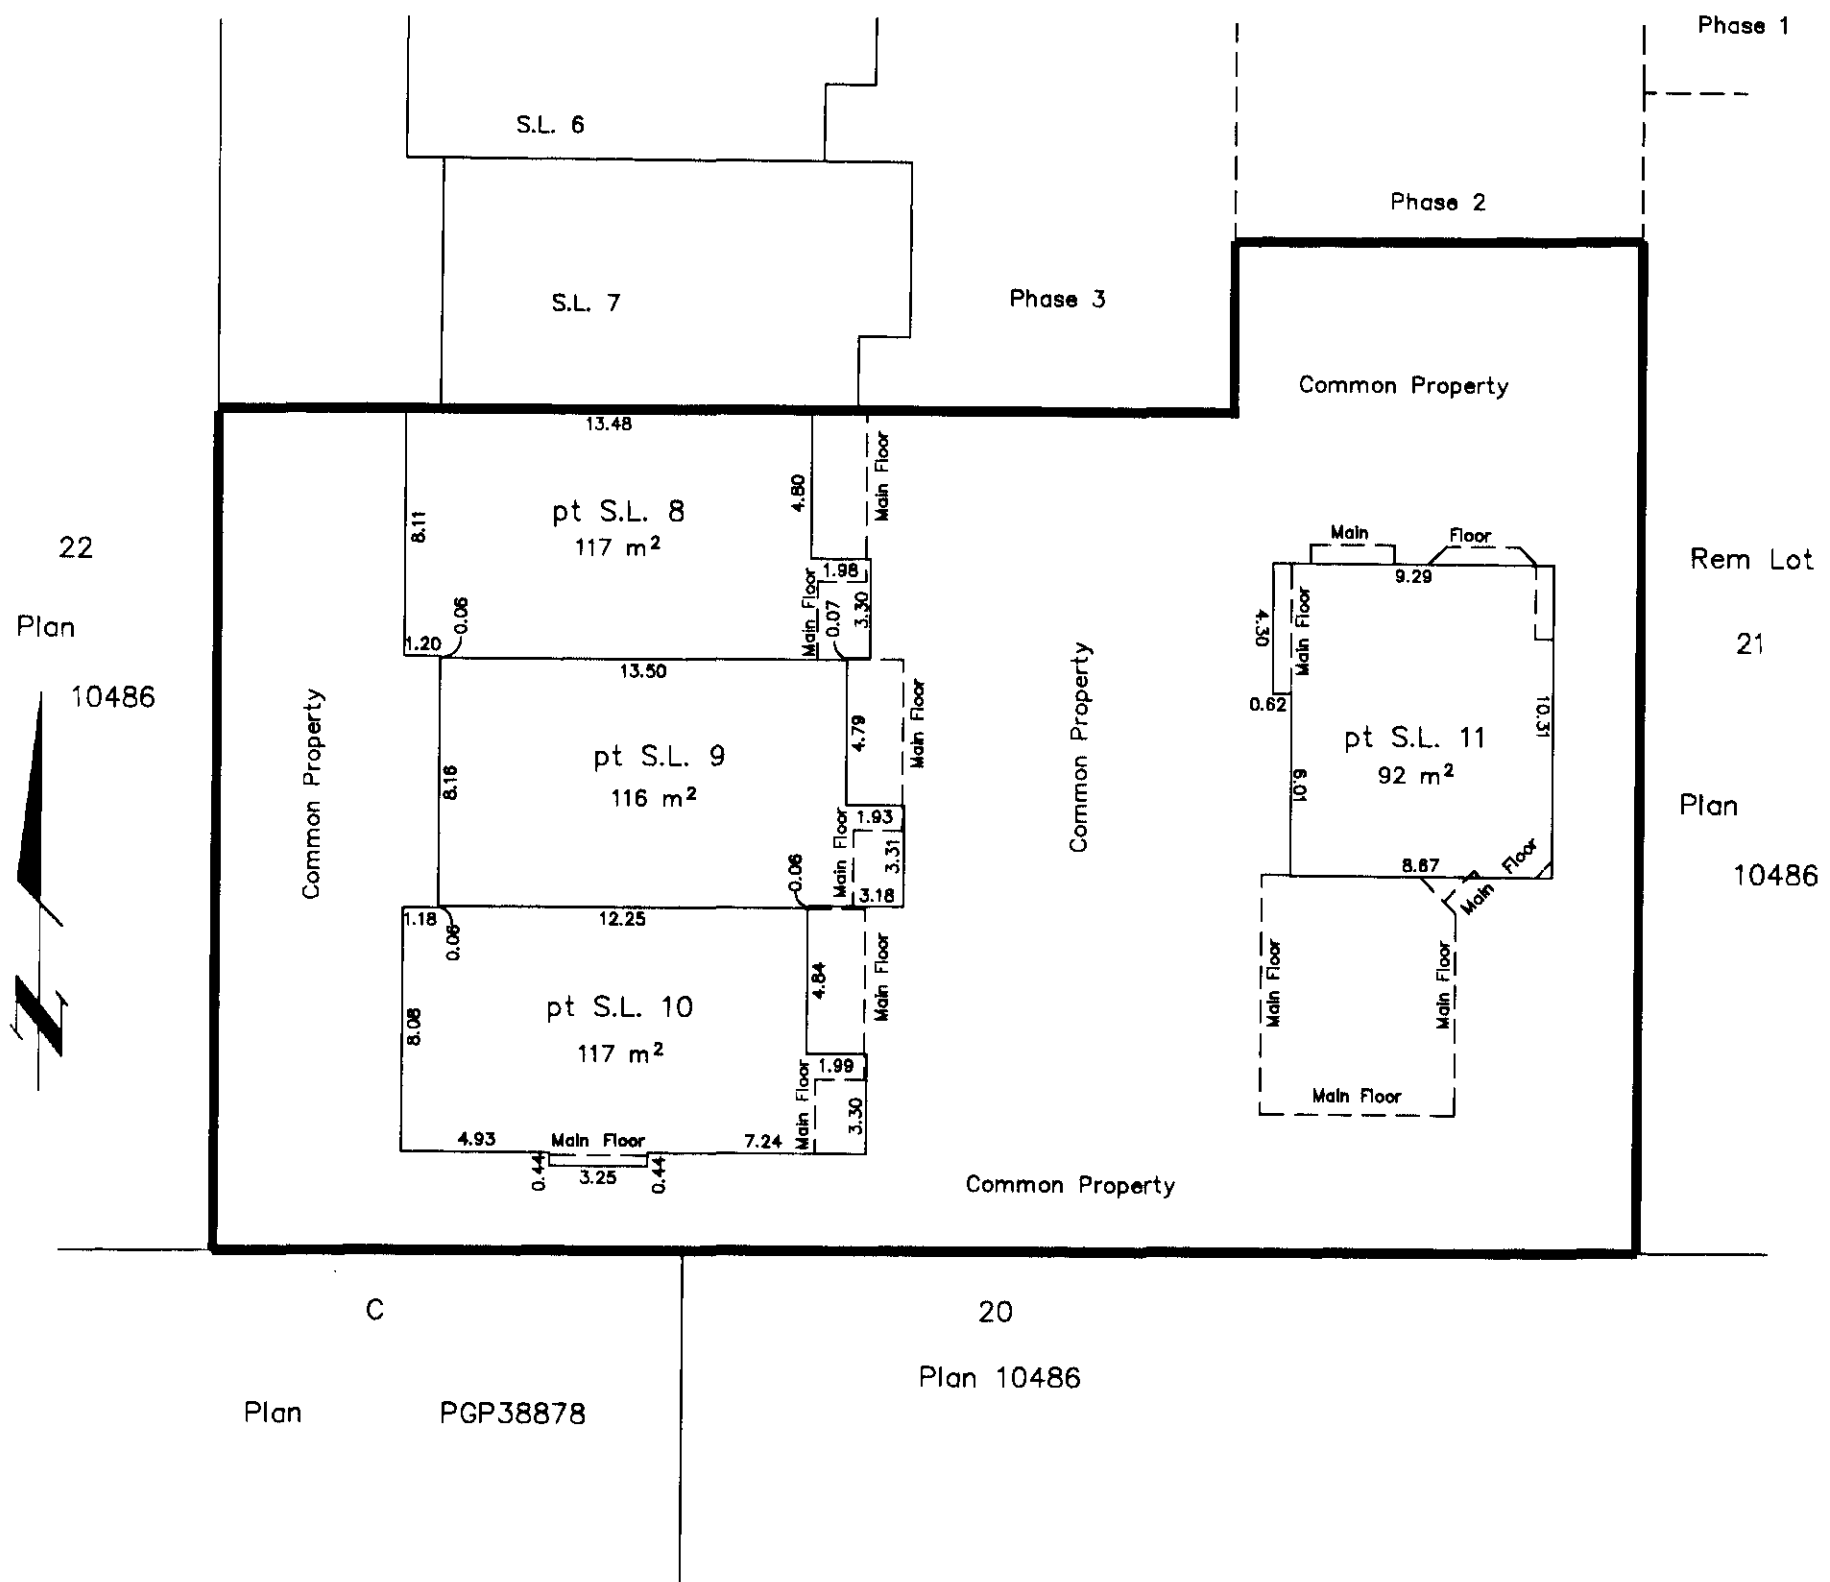 Phase 1
S.L. 6
Phase 2
S.L. 7
Phase 3
Common Property
13.48
Main Floor
4.80
pt S.L. 8
117 m²
8.11
22
Plan
10486
Main Floor
1.98
3.30
0.07
0.06
1.20
Main Floor
9.29
4.30
Main Floor
0.62
Rem Lot
21
Plan
10486
10.31
pt S.L. 11
92 m²
6.01
8.67
Main Floor
13.50
Common Property
4.79
Main Floor
pt S.L. 9
116 m²
8.16
Common Property
Main Floor
1.93
3.31
3.18
0.06
1.18
0.06
12.25
4.84
Main Floor
pt S.L. 10
117 m²
8.08
Main Floor
1.99
3.30
4.93
Main Floor
7.24
0.44
3.25
0.44
Main Floor
Main Floor
Main Floor
Common Property
N
C
20
Plan 10486
Plan PGP38878